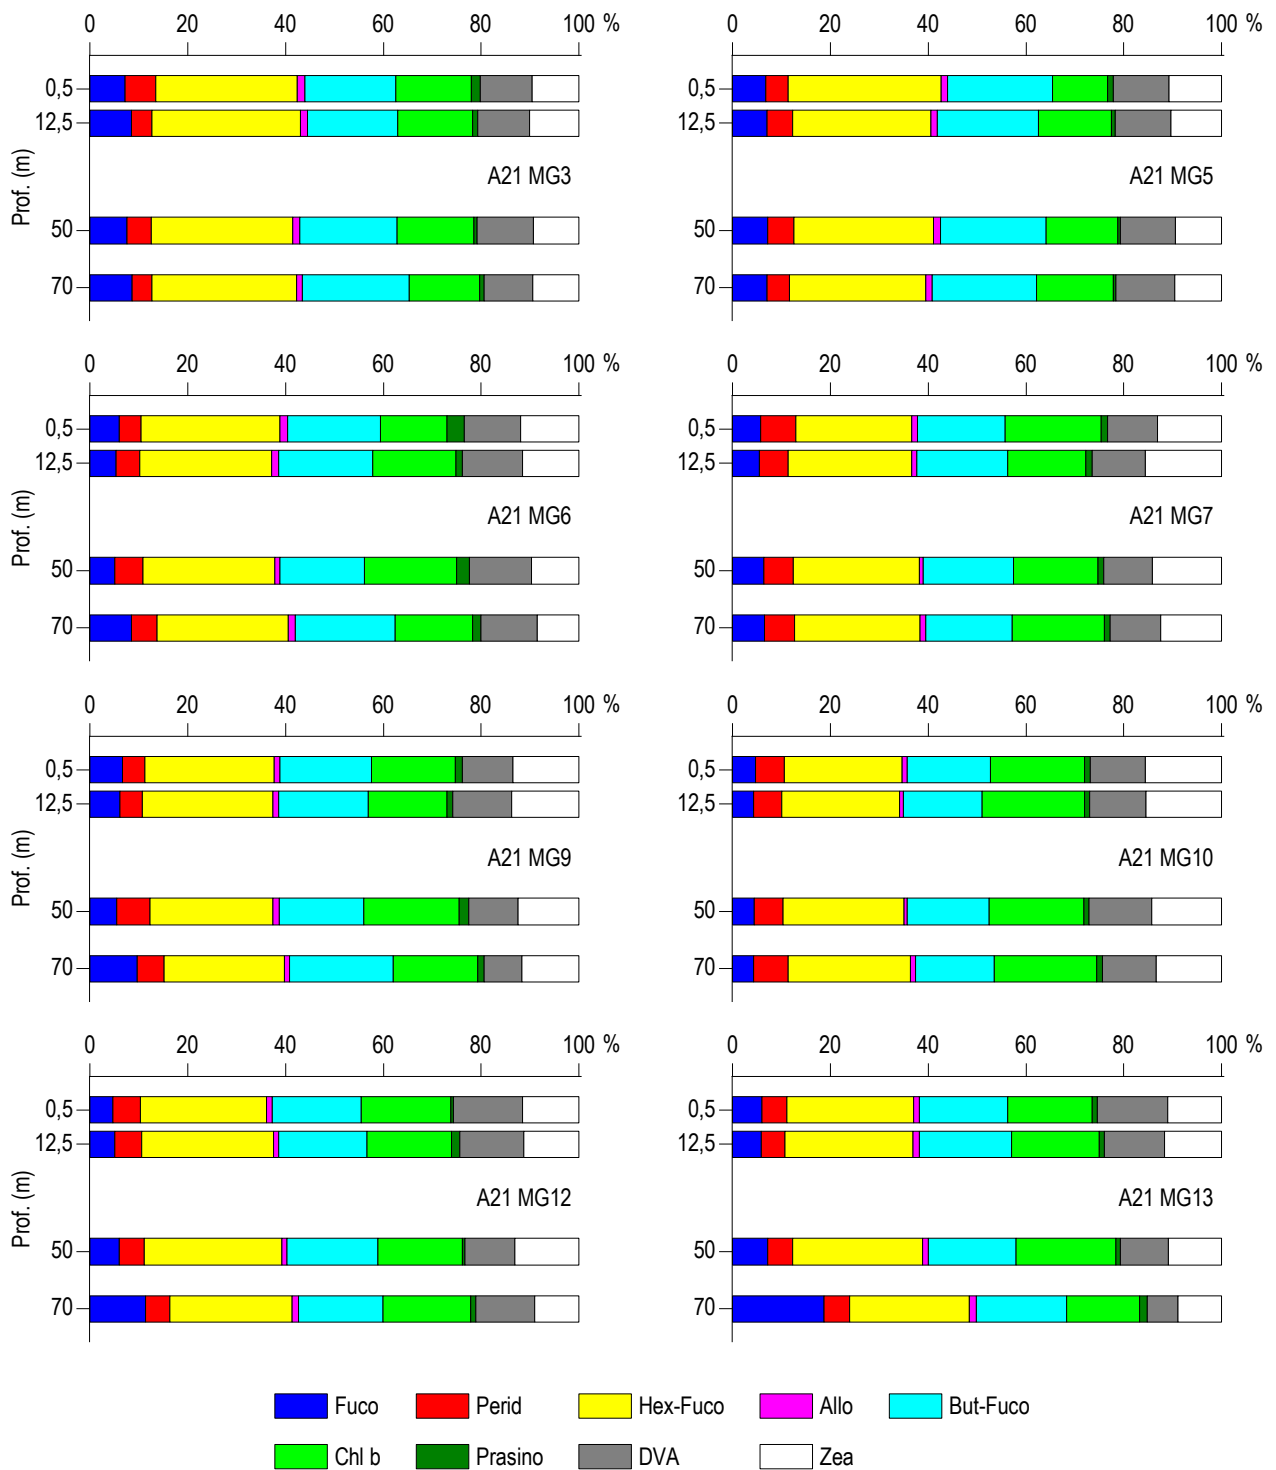 0 20 40 60 80 100 % 0 20 40 60 80 100 %
0,5 0,5
12,5 12,5
Prof. (m)
A21 MG3 A21 MG5
50 50
70 70
0 20 40 60 80 100 % 0 20 40 60 80 100 %
0,5 0,5
12,5 12,5
Prof. (m)
A21 MG6 A21 MG7
50 50
70 70
0 20 40 60 80 100 % 0 20 40 60 80 100 %
0,5 0,5
12,5 12,5
Prof. (m)
A21 MG9 A21 MG10
50 50
70 70
0 20 40 60 80 100 % 0 20 40 60 80 100 %
0,5 0,5
12,5 12,5
Prof. (m)
A21 MG12 A21 MG13
50 50
70 70
Fuco Perid Hex-Fuco Allo But-Fuco
Chl b Prasino DVA Zea